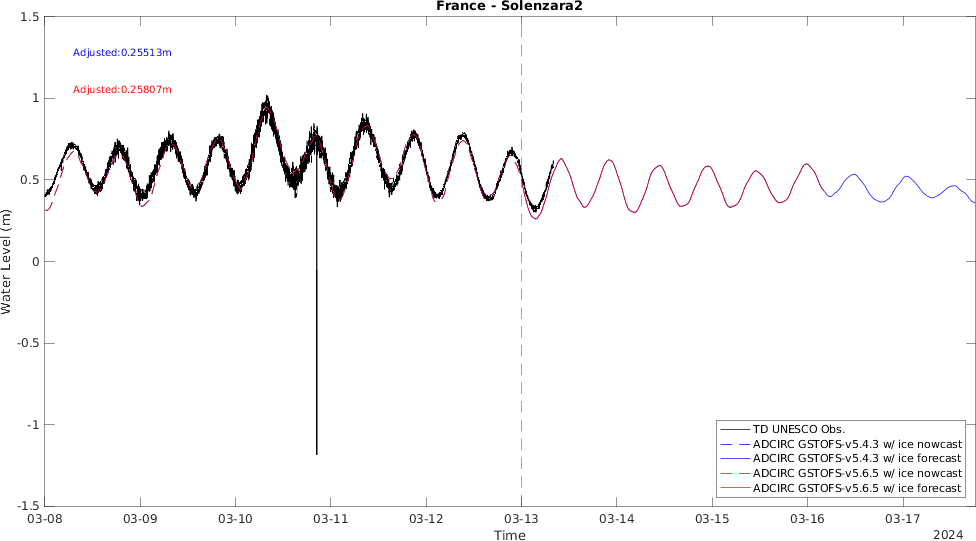 France - Solenzara2
Adjusted:0.25513m
Adjusted:0.25807m
1.5
1
0.5
0
-0.5
-1
-1.5
Water Level (m)
03-08 03-09 03-10 03-11 03-12 03-13 03-14 03-15 03-16 03-17
Time
2024
TD UNESCO Obs.
ADCIRC GSTOFS-v5.4.3 w/ ice nowcast
ADCIRC GSTOFS-v5.4.3 w/ ice forecast
ADCIRC GSTOFS-v5.6.5 w/ ice nowcast
ADCIRC GSTOFS-v5.6.5 w/ ice forecast